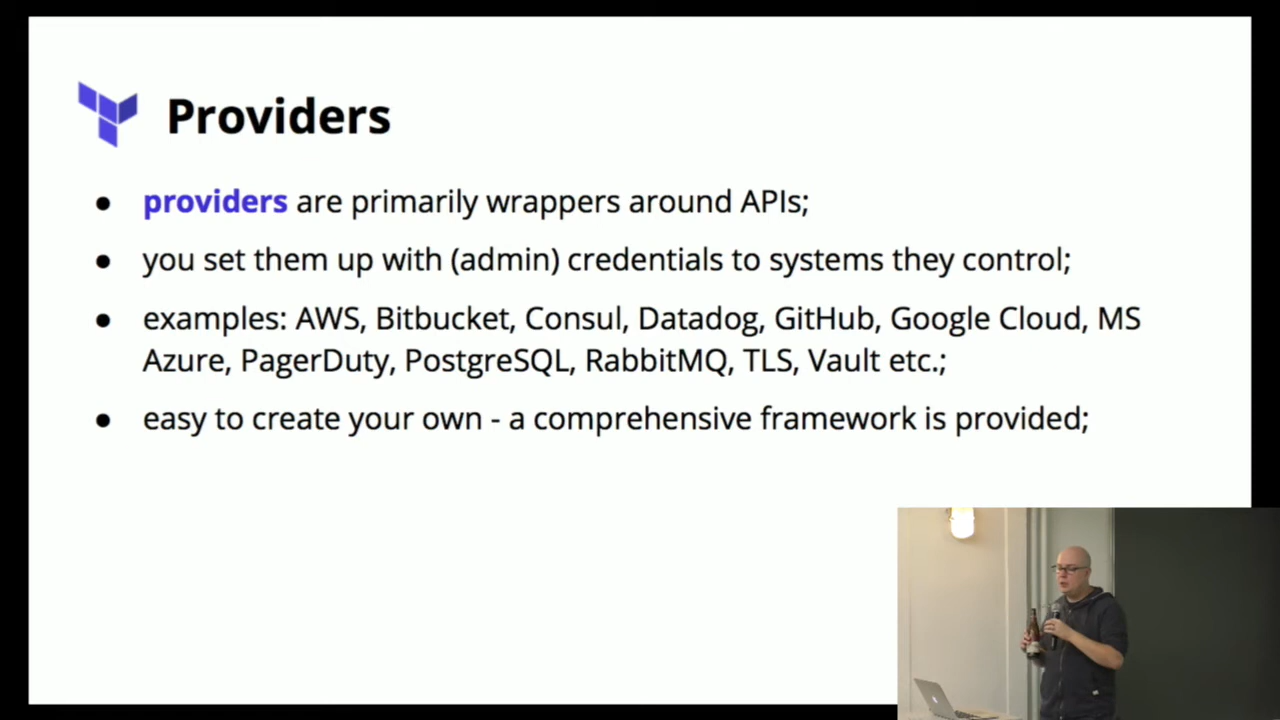 Providers
● providers are primarily wrappers around APIs;
● you set them up with (admin) credentials to systems they control;
● examples: AWS, Bitbucket, Consul, Datadog, GitHub, Google Cloud, MS
Azure, PagerDuty, PostgreSQL, RabbitMQ, TLS, Vault etc.;
● easy to create your own - a comprehensive framework is provided;